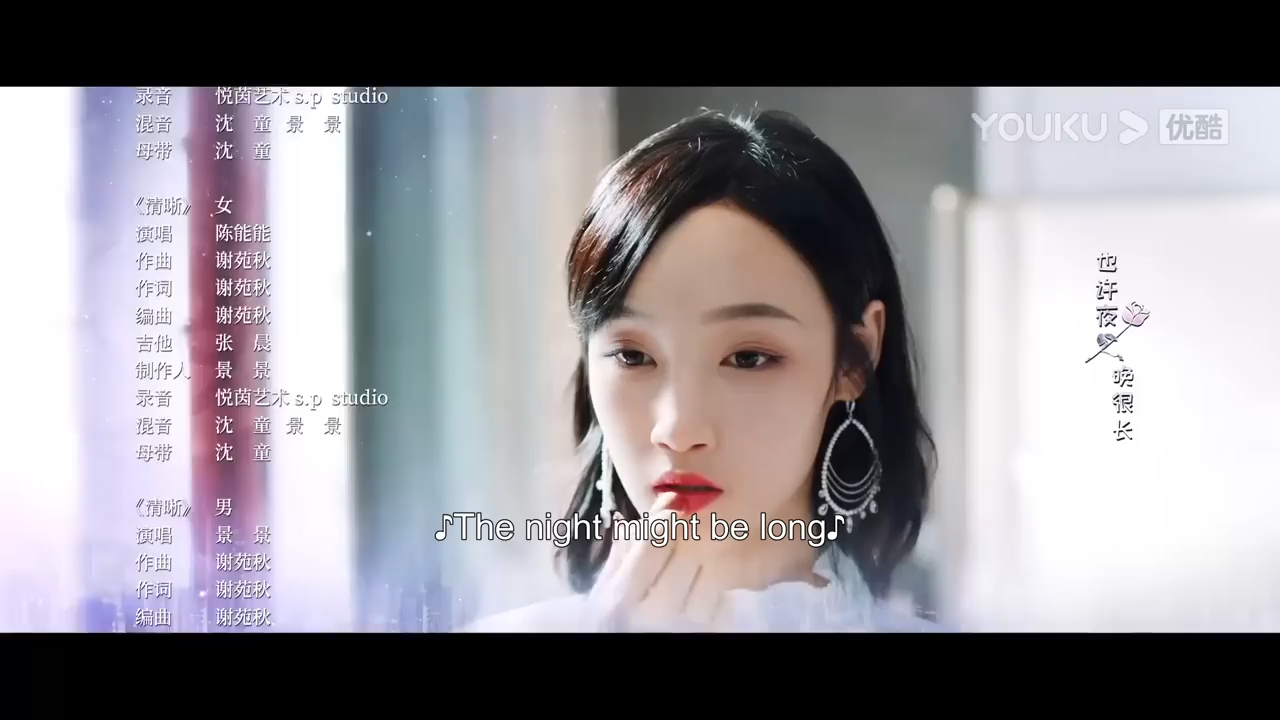 录音 悦茵艺术 s.p studio
混音 沈 童 景 景
母带 沈 童
《清晰》 女
演唱 陈能能
作曲 谢苑秋
作词 谢苑秋
编曲 谢苑秋
吉他 张 晨
制作人 景 景
录音 悦茵艺术 s.p studio
混音 沈 童 景 景
母带 沈 童
《清晰》 男
演唱 景 景
作曲 谢苑秋
作词 谢苑秋
编曲 谢苑秋
YOUKU 优酷
也许夜晚很长
♪The night might be long♪